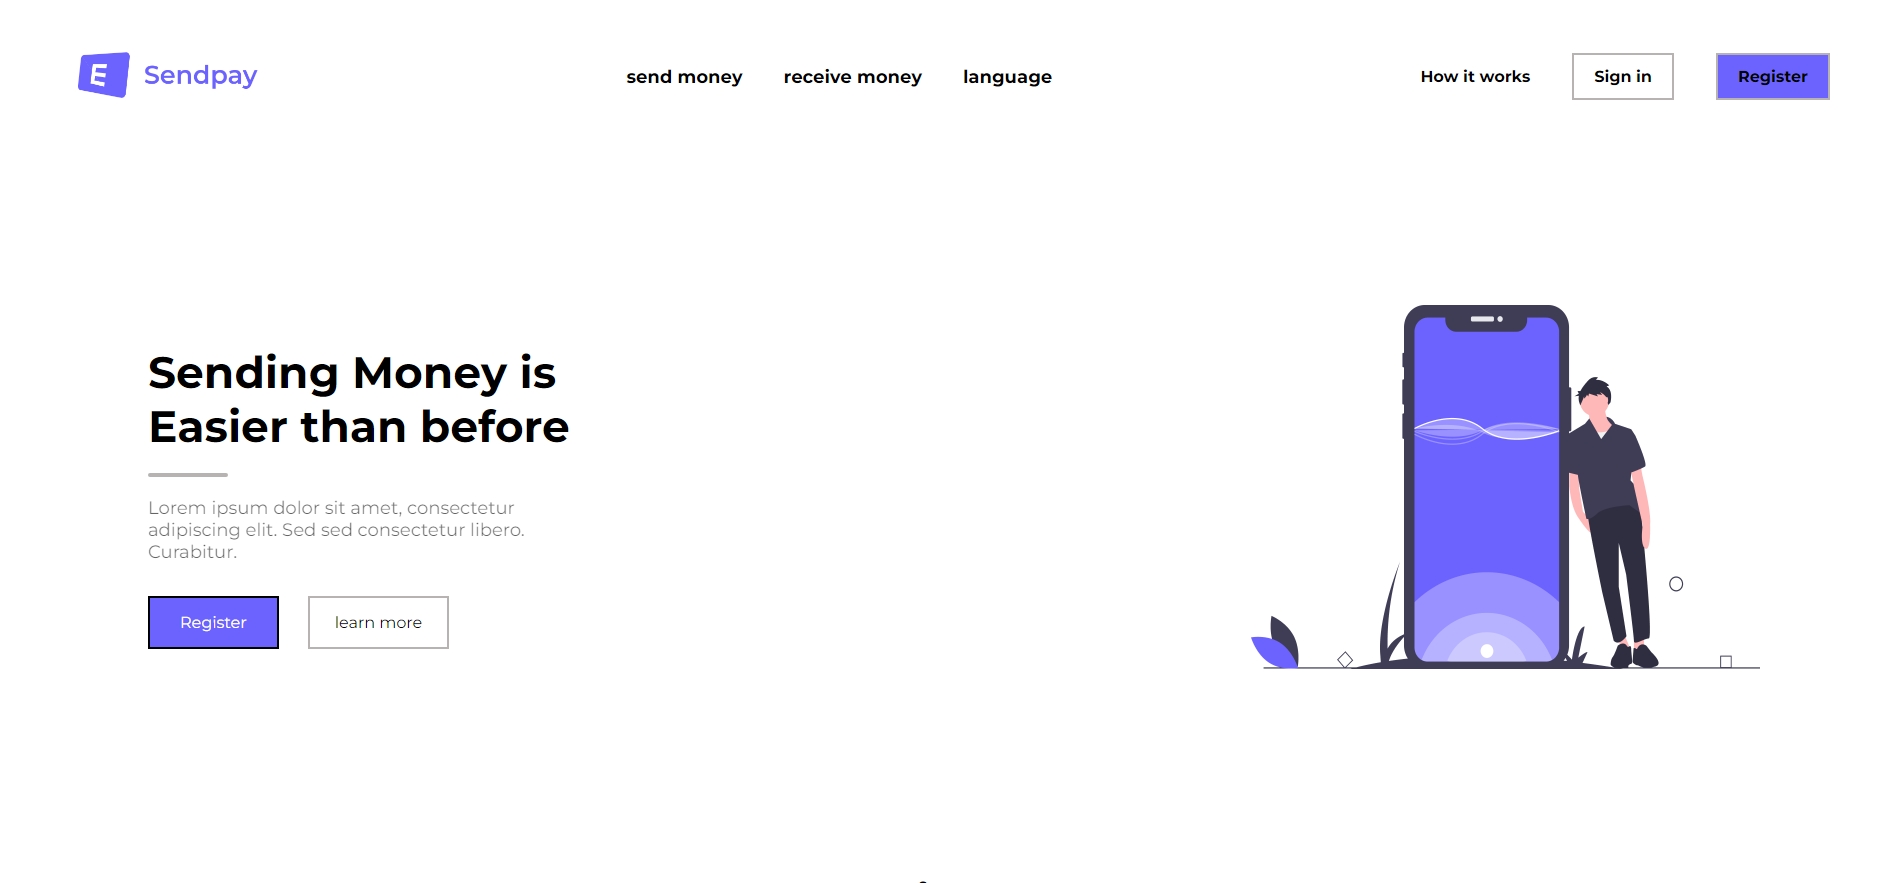 E Sendpay
send money receive money language
How it works Sign in Register
Sending Money is
Easier than before
Lorem ipsum dolor sit amet, consectetur
adipiscing elit. Sed sed consectetur libero.
Curabitur.
Register learn more